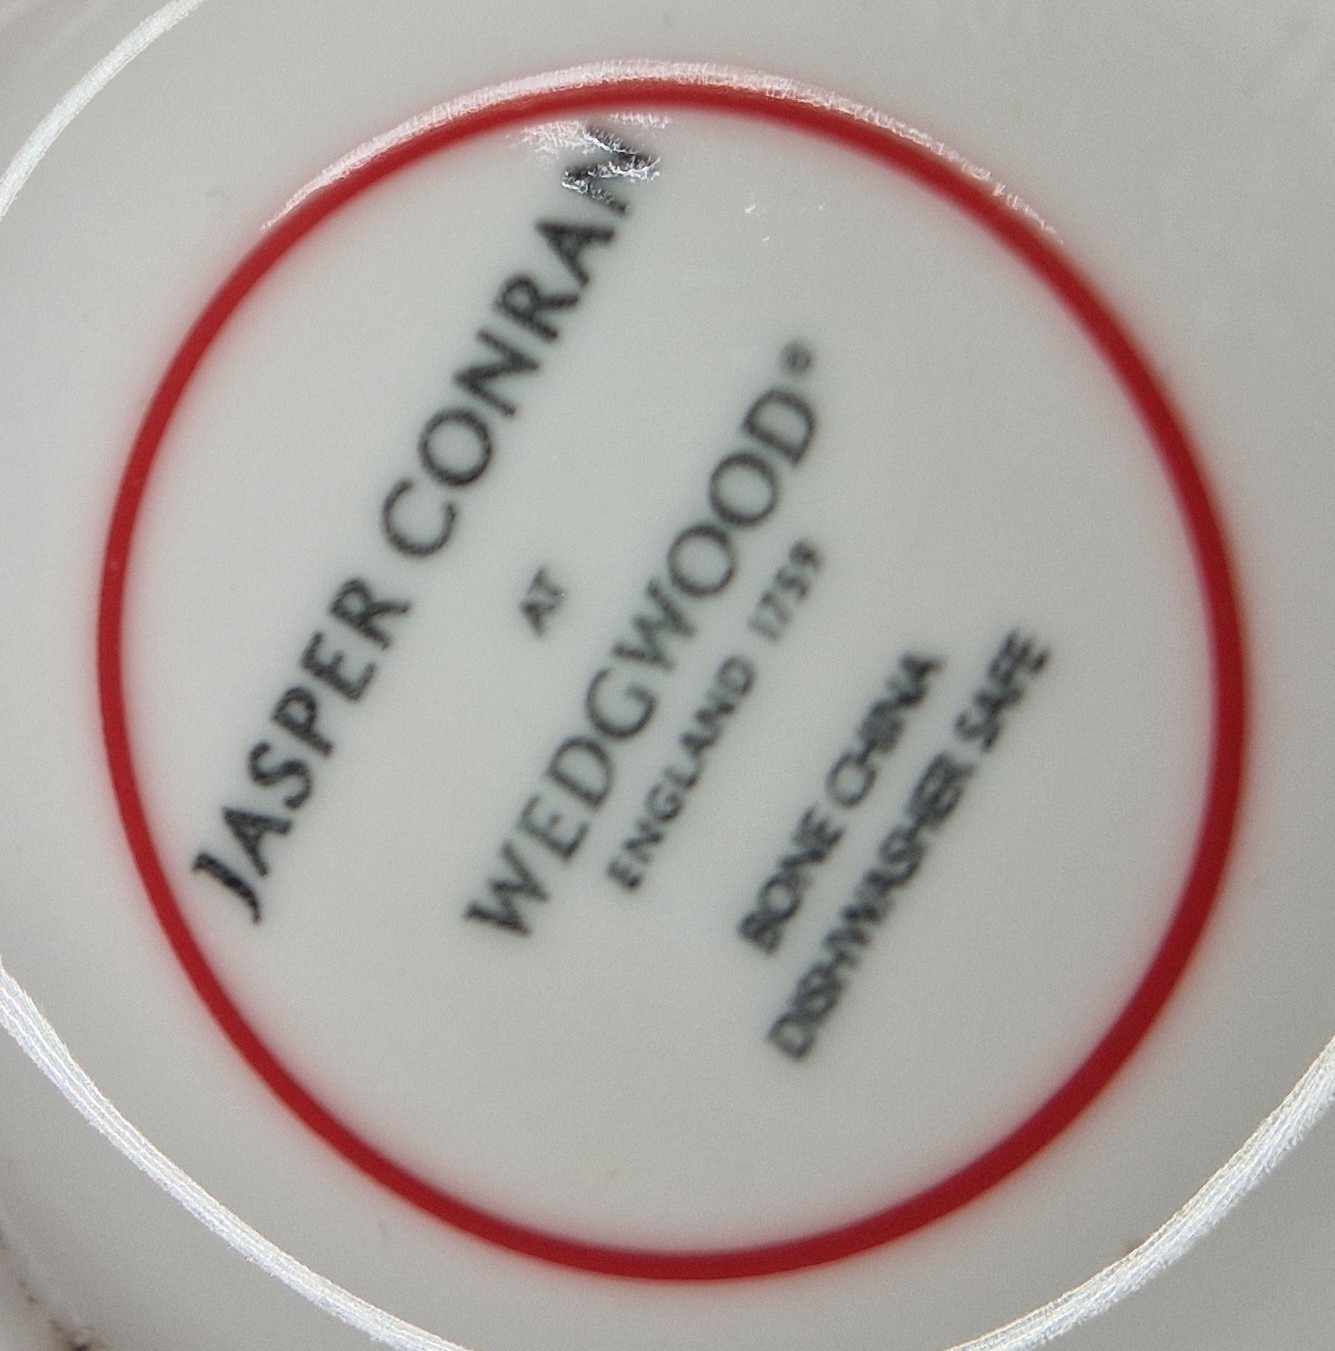 JASPER CONRAN
AT
WEDGWOOD®
ENGLAND 1759
BONE CHINA
DISHWASHER SAFE